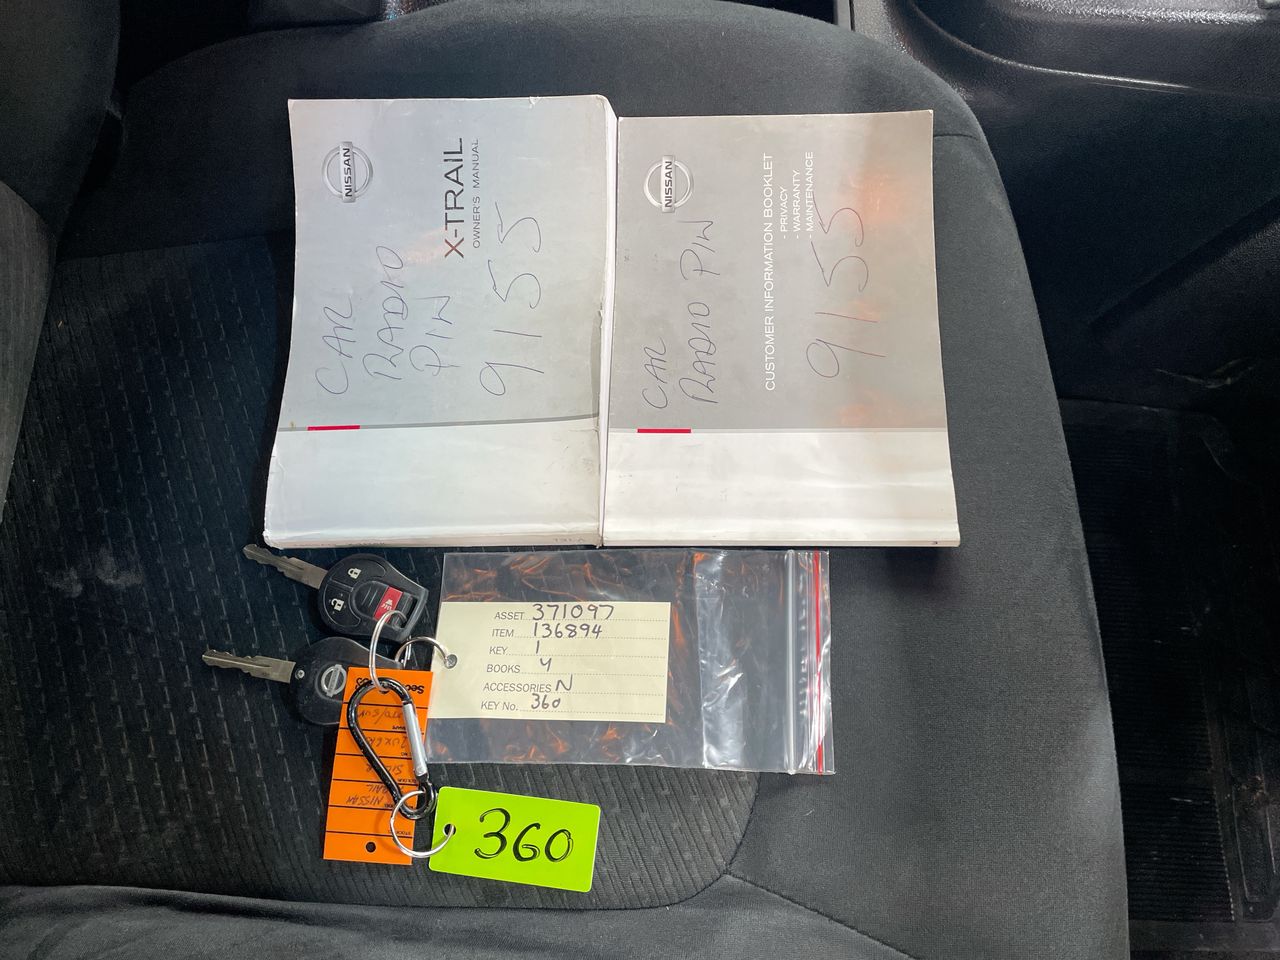 NISSAN
X-TRAIL
OWNER'S MANUAL
CAR
RADIO
PIN
9155
NISSAN
CUSTOMER INFORMATION BOOKLET
- PRIVACY
- WARRANTY
- MAINTENANCE
CAR
RADIO PIN
9155
ASSET 371097
ITEM 136894
KEY 1
BOOKS 4
ACCESSORIES N
KEY No. 360
NISSAN
360